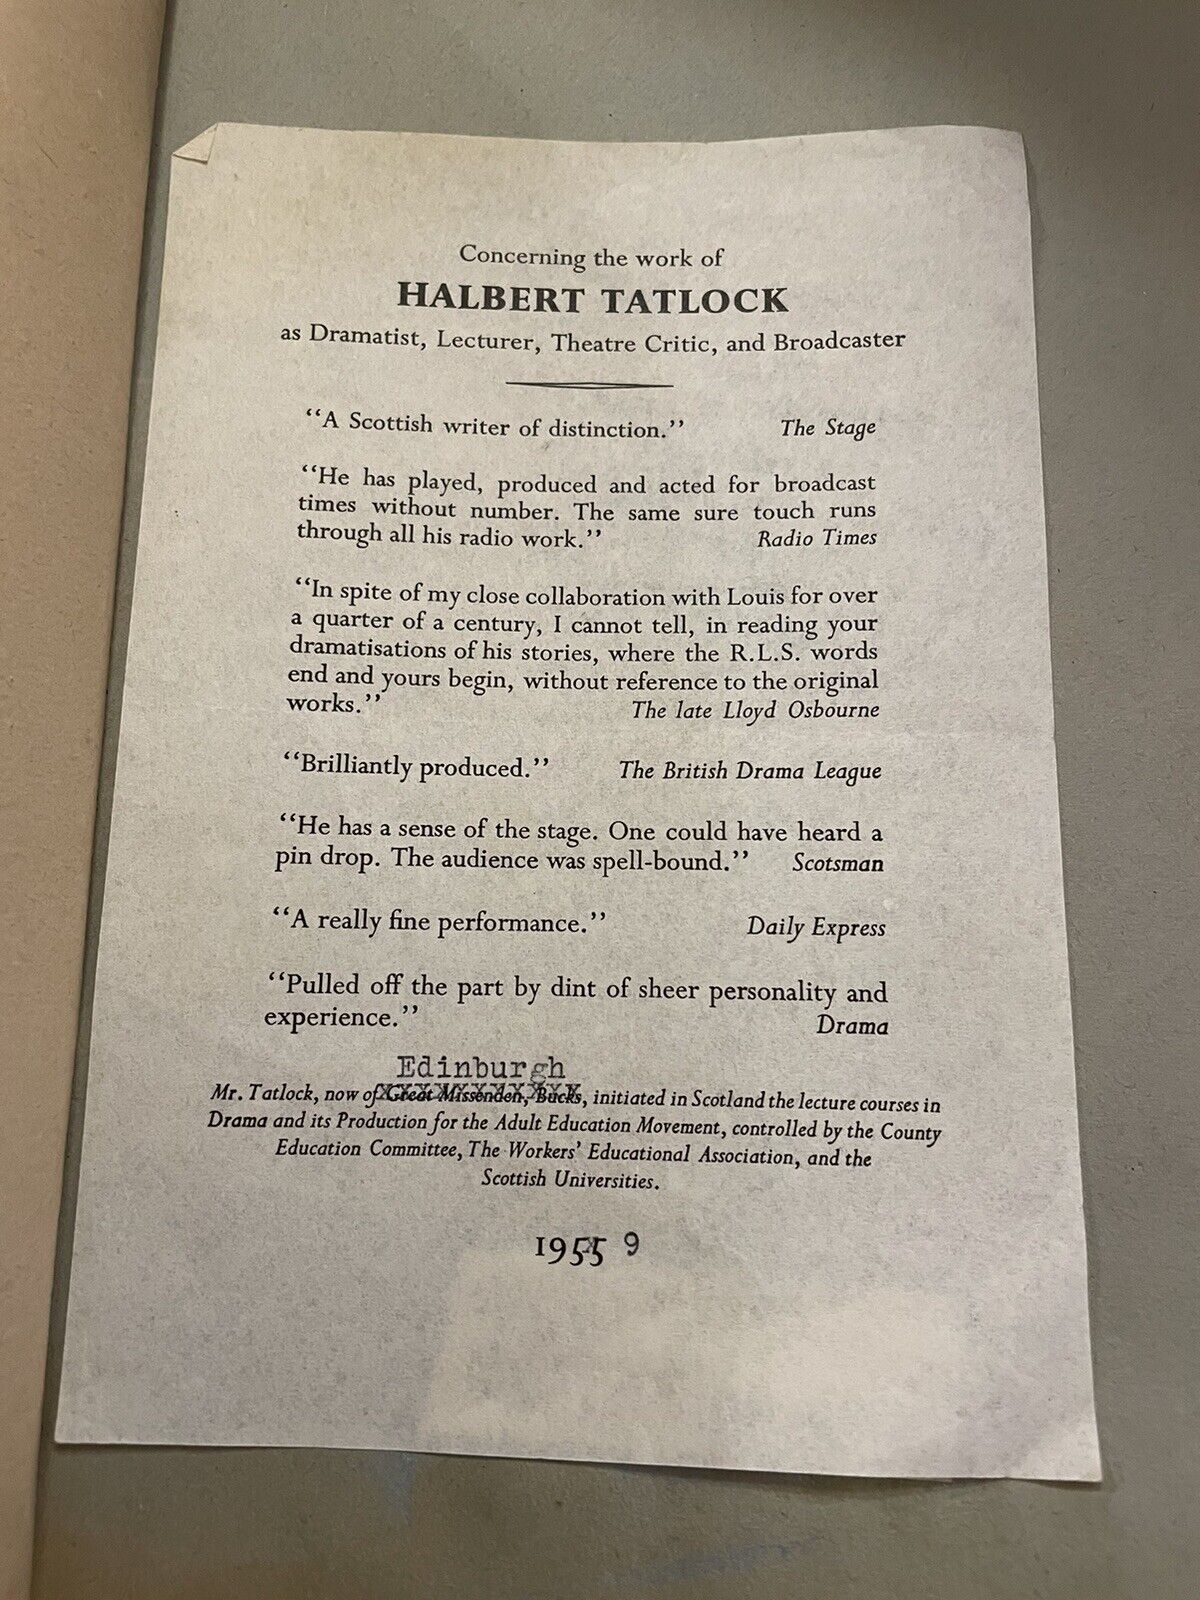 Concerning the work of
HALBERT TATLOCK
as Dramatist, Lecturer, Theatre Critic, and Broadcaster
“A Scottish writer of distinction.” The Stage
“He has played, produced and acted for broadcast
times without number. The same sure touch runs
through all his radio work.” Radio Times
“In spite of my close collaboration with Louis for over
a quarter of a century, I cannot tell, in reading your
dramatisations of his stories, where the R.L.S. words
end and yours begin, without reference to the original
works.” The late Lloyd Osbourne
“Brilliantly produced.” The British Drama League
“He has a sense of the stage. One could have heard a
pin drop. The audience was spell-bound.” Scotsman
“A really fine performance.” Daily Express
“Pulled off the part by dint of sheer personality and
experience.” Drama
Edinburgh
Mr. Tatlock, now of Great Missenden, Bucks, initiated in Scotland the lecture courses in
Drama and its Production for the Adult Education Movement, controlled by the County
Education Committee, The Workers’ Educational Association, and the
Scottish Universities.
1955 9